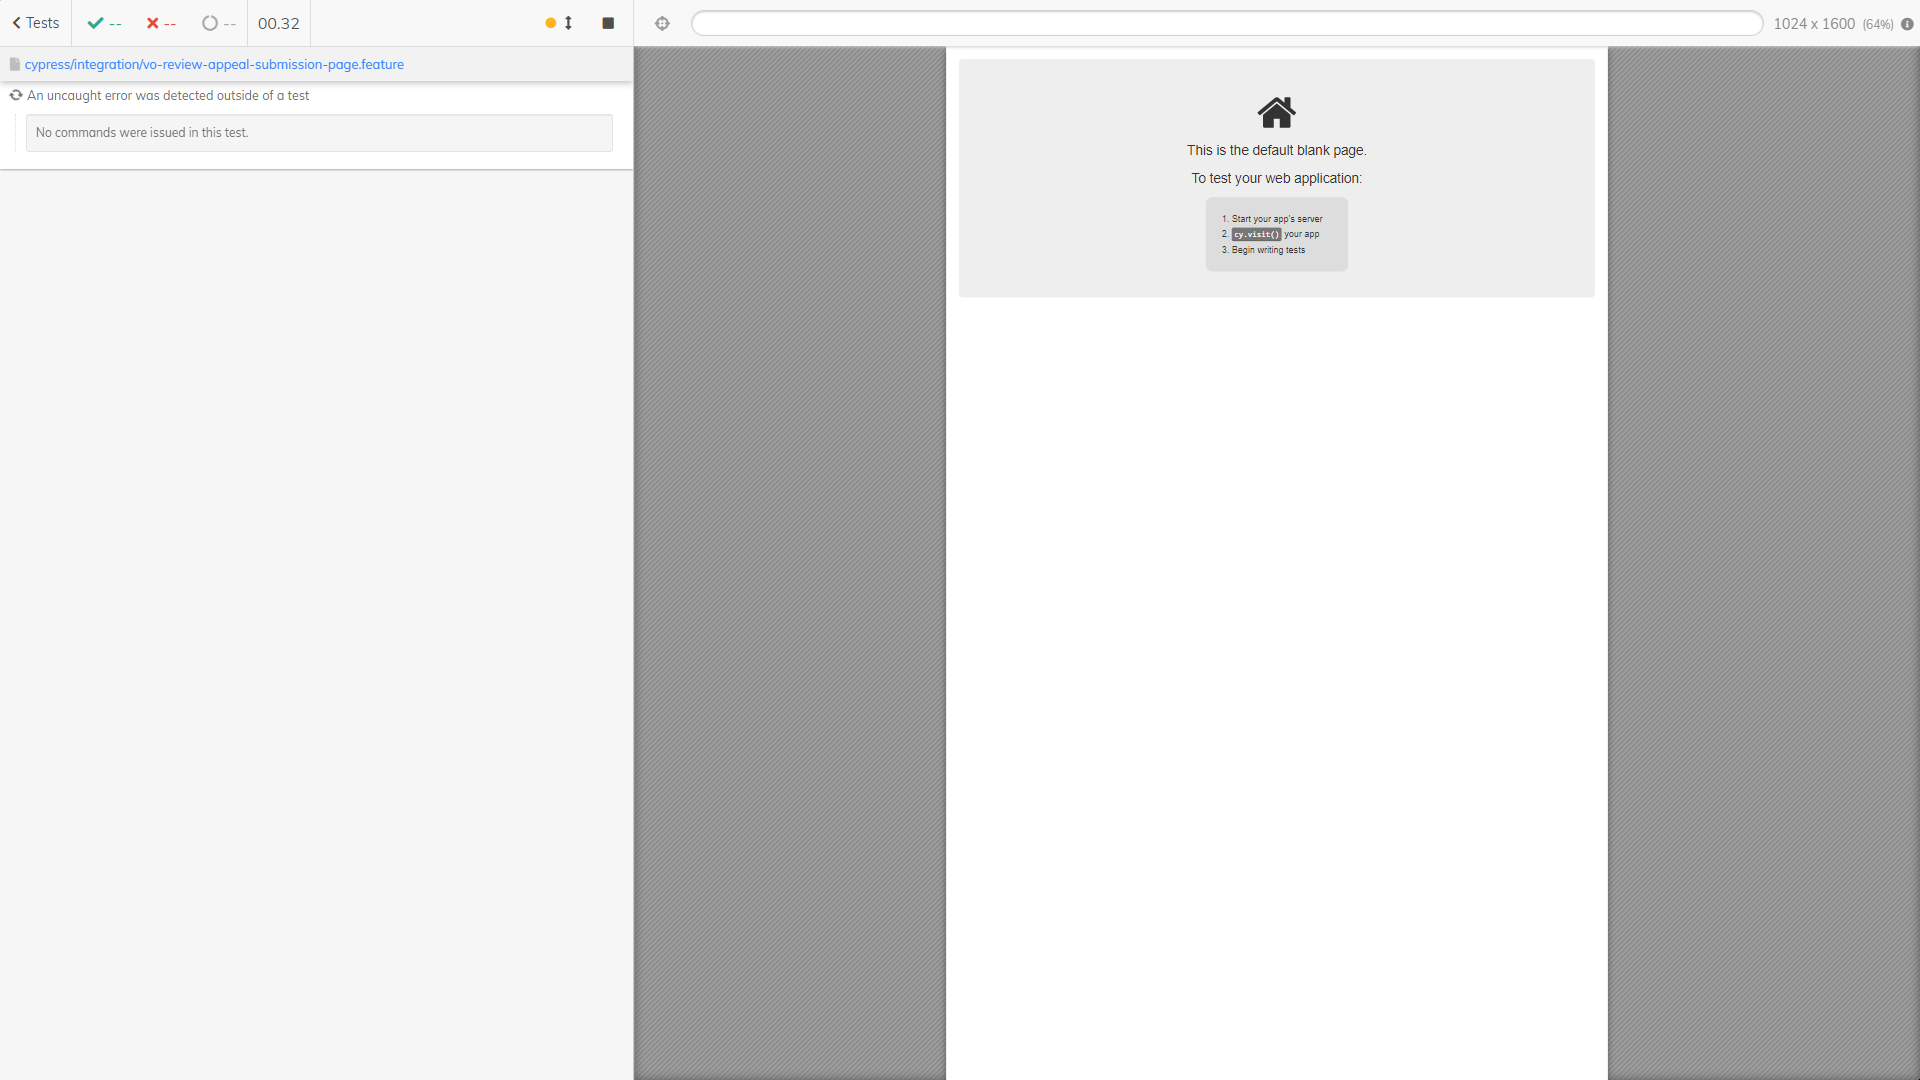 Tests -- -- -- 00.32
1024 x 1600 (64%)
cypress/integration/vo-review-appeal-submission-page.feature
An uncaught error was detected outside of a test
No commands were issued in this test.
This is the default blank page.
To test your web application:
1. Start your app's server
2. cy.visit() your app
3. Begin writing tests